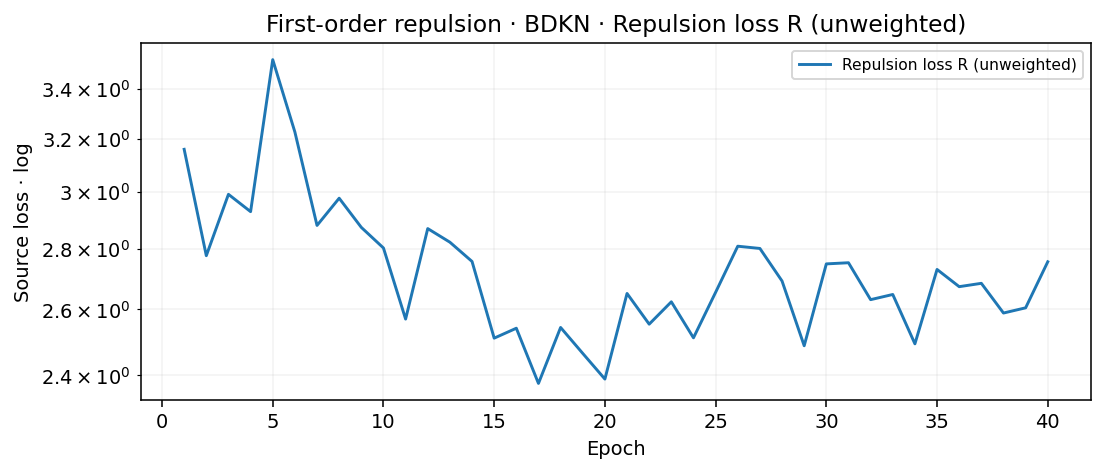 First-order repulsion · BDKN · Repulsion loss R (unweighted)
Repulsion loss R (unweighted)
Source loss · log
3.4 × 10⁰
3.2 × 10⁰
3 × 10⁰
2.8 × 10⁰
2.6 × 10⁰
2.4 × 10⁰
0 5 10 15 20 25 30 35 40
Epoch